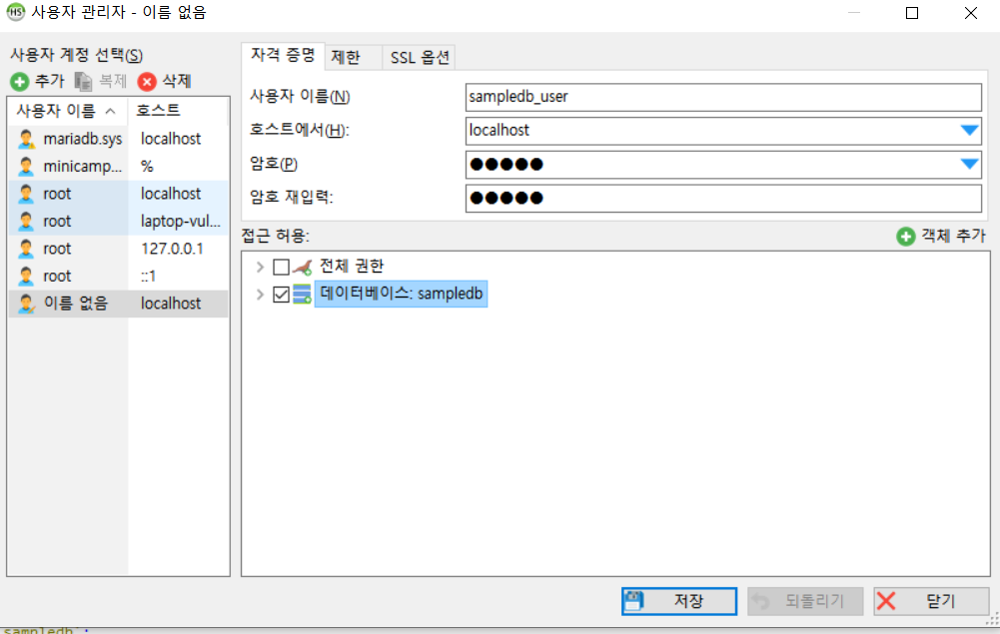 HS 사용자 관리자 - 이름 없음
사용자 계정 선택(S)
추가 복제 삭제
사용자 이름 호스트
mariadb.sys localhost
minicamp... %
root localhost
root laptop-vul...
root 127.0.0.1
root ::1
이름 없음 localhost
자격 증명 제한 SSL 옵션
사용자 이름(N) sampledb_user
호스트에서(H): localhost
암호(P) ●●●●●
암호 재입력: ●●●●●
접근 허용: 객체 추가
전체 권한
데이터베이스: sampledb
저장 되돌리기 닫기
sampledb`;